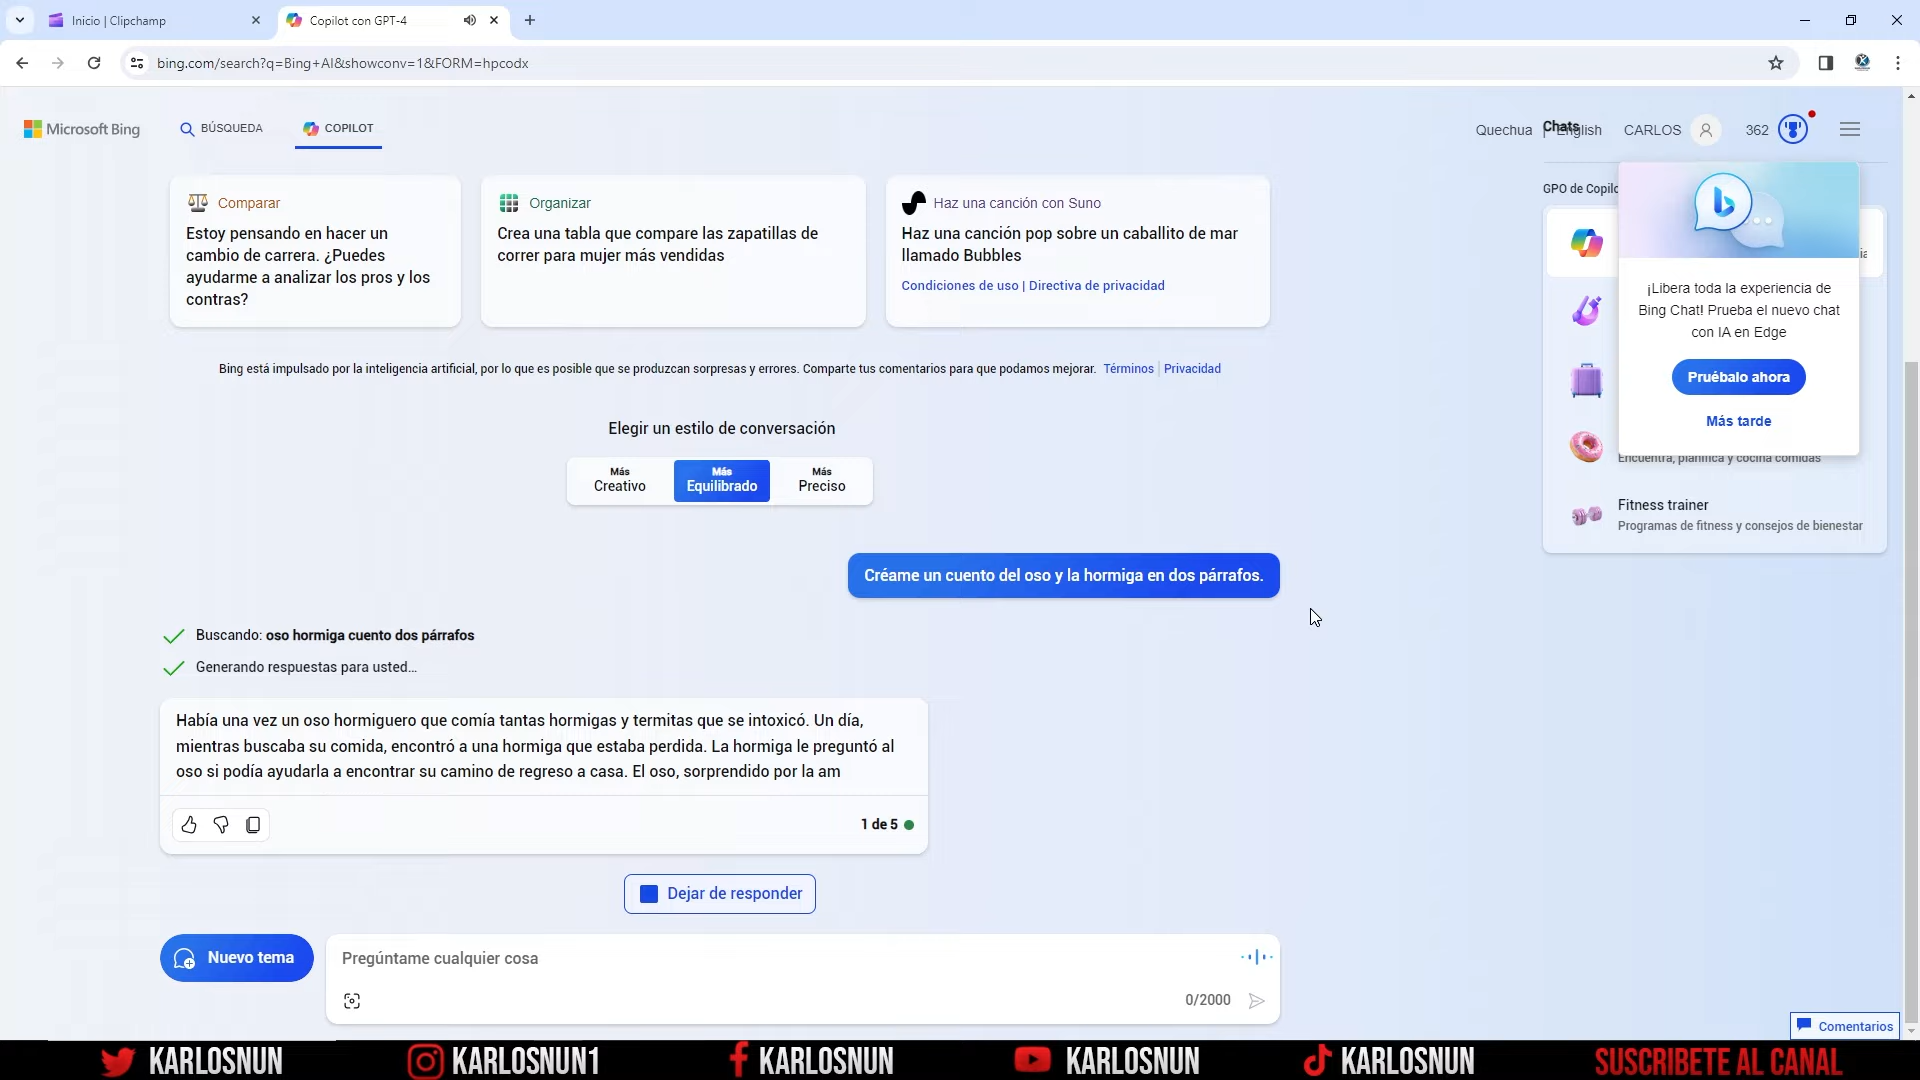 Inicio | Clipchamp
Copilot con GPT-4
bing.com/search?q=Bing+AI&showconv=1&FORM=hpcodx
Microsoft Bing
BÚSQUEDA
COPILOT
Quechua
English
Chats
CARLOS
362
Comparar
Estoy pensando en hacer un
cambio de carrera. ¿Puedes
ayudarme a analizar los pros y los
contras?
Organizar
Crea una tabla que compare las zapatillas de
correr para mujer más vendidas
Haz una canción con Suno
Haz una canción pop sobre un caballito de mar
llamado Bubbles
Condiciones de uso | Directiva de privacidad
GPO de Copilo
¡Libera toda la experiencia de
Bing Chat! Prueba el nuevo chat
con IA en Edge
Pruébalo ahora
Más tarde
Encuentra, planifica y cocina comidas
Fitness trainer
Programas de fitness y consejos de bienestar
Bing está impulsado por la inteligencia artificial, por lo que es posible que se produzcan sorpresas y errores. Comparte tus comentarios para que podamos mejorar. Términos | Privacidad
Elegir un estilo de conversación
Más
Creativo
Más
Equilibrado
Más
Preciso
Créame un cuento del oso y la hormiga en dos párrafos.
Buscando: oso hormiga cuento dos párrafos
Generando respuestas para usted...
Había una vez un oso hormiguero que comía tantas hormigas y termitas que se intoxicó. Un día,
mientras buscaba su comida, encontró a una hormiga que estaba perdida. La hormiga le preguntó al
oso si podía ayudarla a encontrar su camino de regreso a casa. El oso, sorprendido por la am
1 de 5
Dejar de responder
Nuevo tema
Pregúntame cualquier cosa
0/2000
Comentarios
KARLOSNUN
KARLOSNUN1
KARLOSNUN
KARLOSNUN
KARLOSNUN
SUSCRIBETE AL CANAL